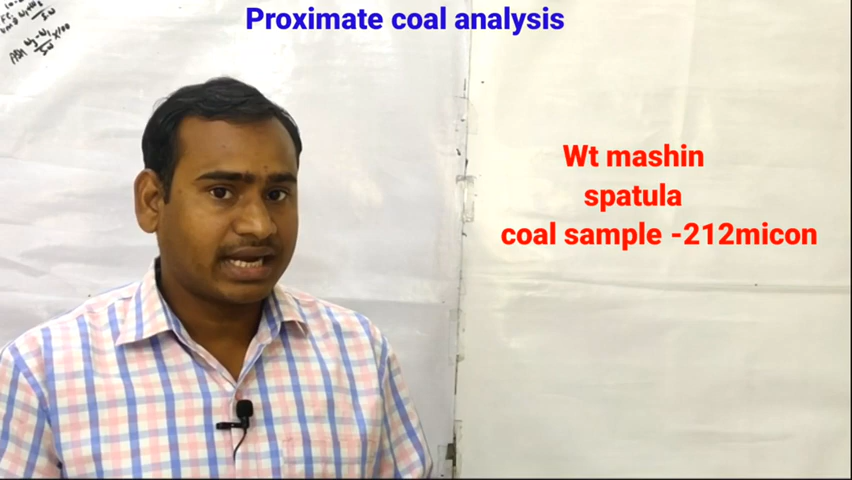 Proximate coal analysis
Wt mashin
spatula
coal sample -212micon